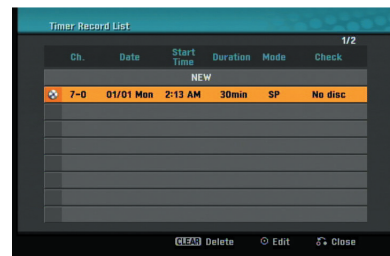 Timer Record List
1/2
Ch. Date Start Time Duration Mode Check
NEW
7-0 01/01 Mon 2:13 AM 30min SP No disc
CLEAR Delete Edit Close